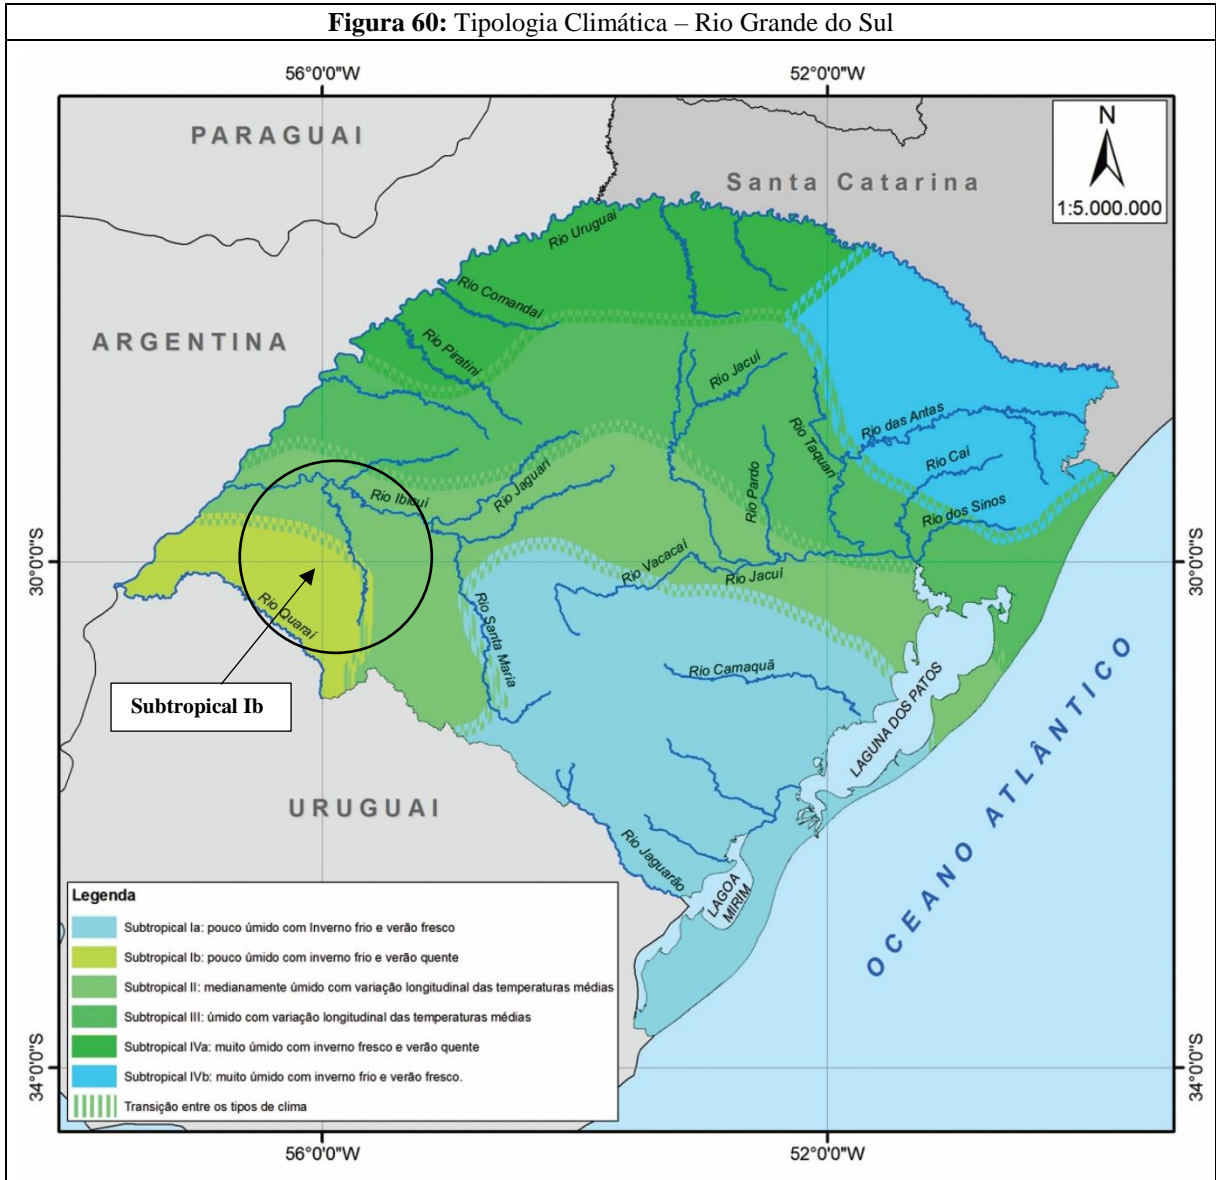 Figura 60: Tipologia Climática – Rio Grande do Sul
56°0'0"W
52°0'0"W
N
1:5.000.000
PARAGUAI
Santa Catarina
ARGENTINA
Rio Uruguai
Rio Comandaí
Rio Piratini
Rio Jacuí
Rio das Antas
Rio Taquari
Rio Caí
Rio Pardo
Rio dos Sinos
Rio Jaguari
Rio Ibicuí
30°0'0"S
30°0'0"S
Rio Vacacaí
Rio Jacuí
Rio Quaraí
Rio Santa Maria
Rio Camaquã
Subtropical Ib
LAGUNA DOS PATOS
OCEANO ATLÂNTICO
URUGUAI
Rio Jaguarão
LAGOA
MIRIM
Legenda
Subtropical Ia: pouco úmido com Inverno frio e verão fresco
Subtropical Ib: pouco úmido com inverno frio e verão quente
Subtropical II: medianamente úmido com variação longitudinal das temperaturas médias
Subtropical III: úmido com variação longitudinal das temperaturas médias
Subtropical IVa: muito úmido com inverno fresco e verão quente
Subtropical IVb: muito úmido com inverno frio e verão fresco.
Transição entre os tipos de clima
34°0'0"S
34°0'0"S
56°0'0"W
52°0'0"W